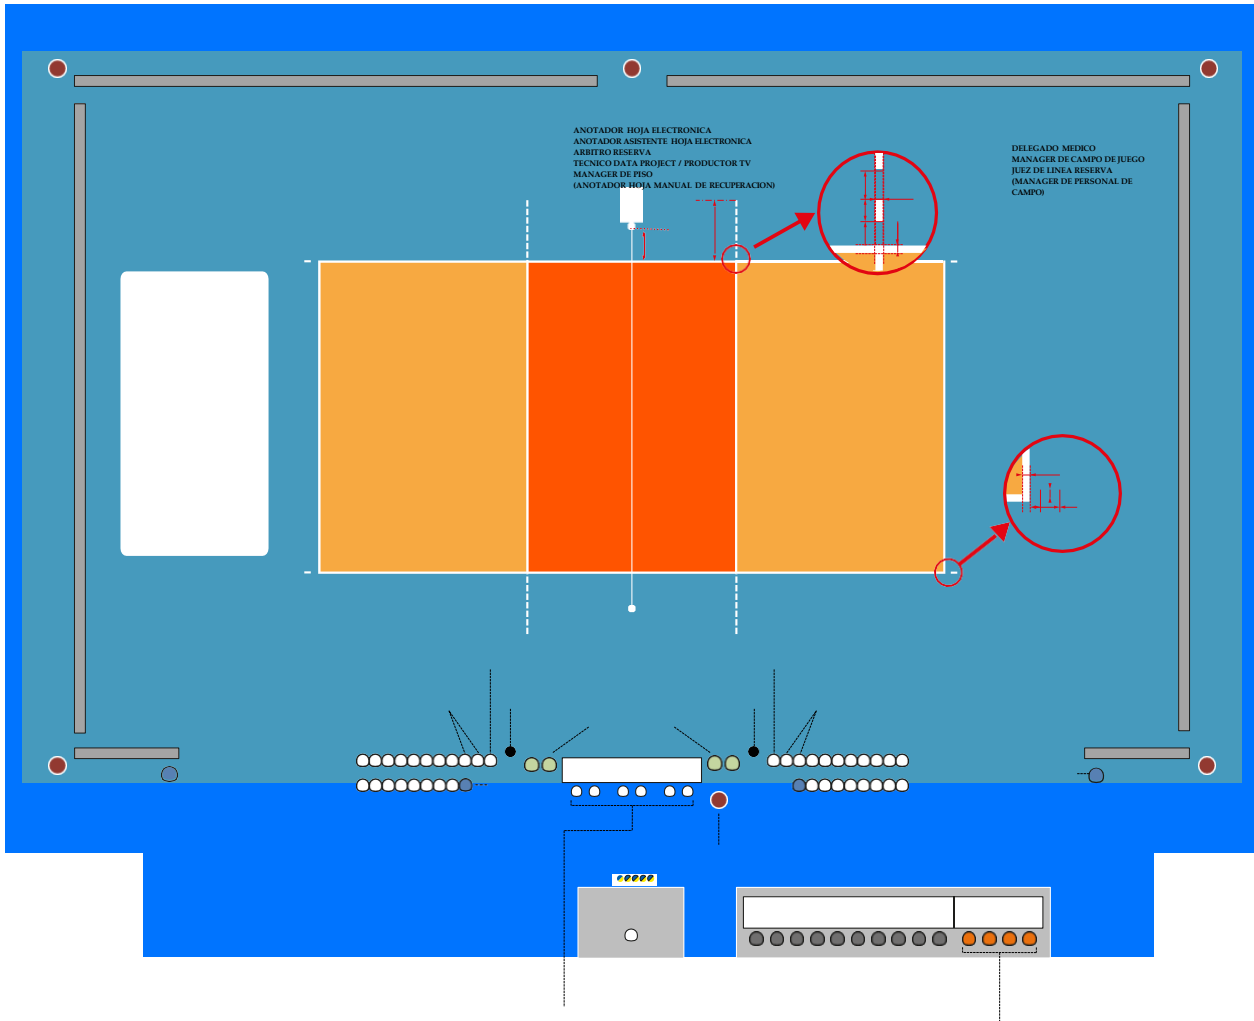 ANOTADOR HOJA ELECTRONICA
ANOTADOR ASISTENTE HOJA ELECTRONICA
ARBITRO RESERVA
TECNICO DATA PROJECT / PRODUCTOR TV
MANAGER DE PISO
(ANOTADOR HOJA MANUAL DE RECUPERACION)
DELEGADO MEDICO
MANAGER DE CAMPO DE JUEGO
JUEZ DE LINEA RESERVA
(MANAGER DE PERSONAL DE
CAMPO)